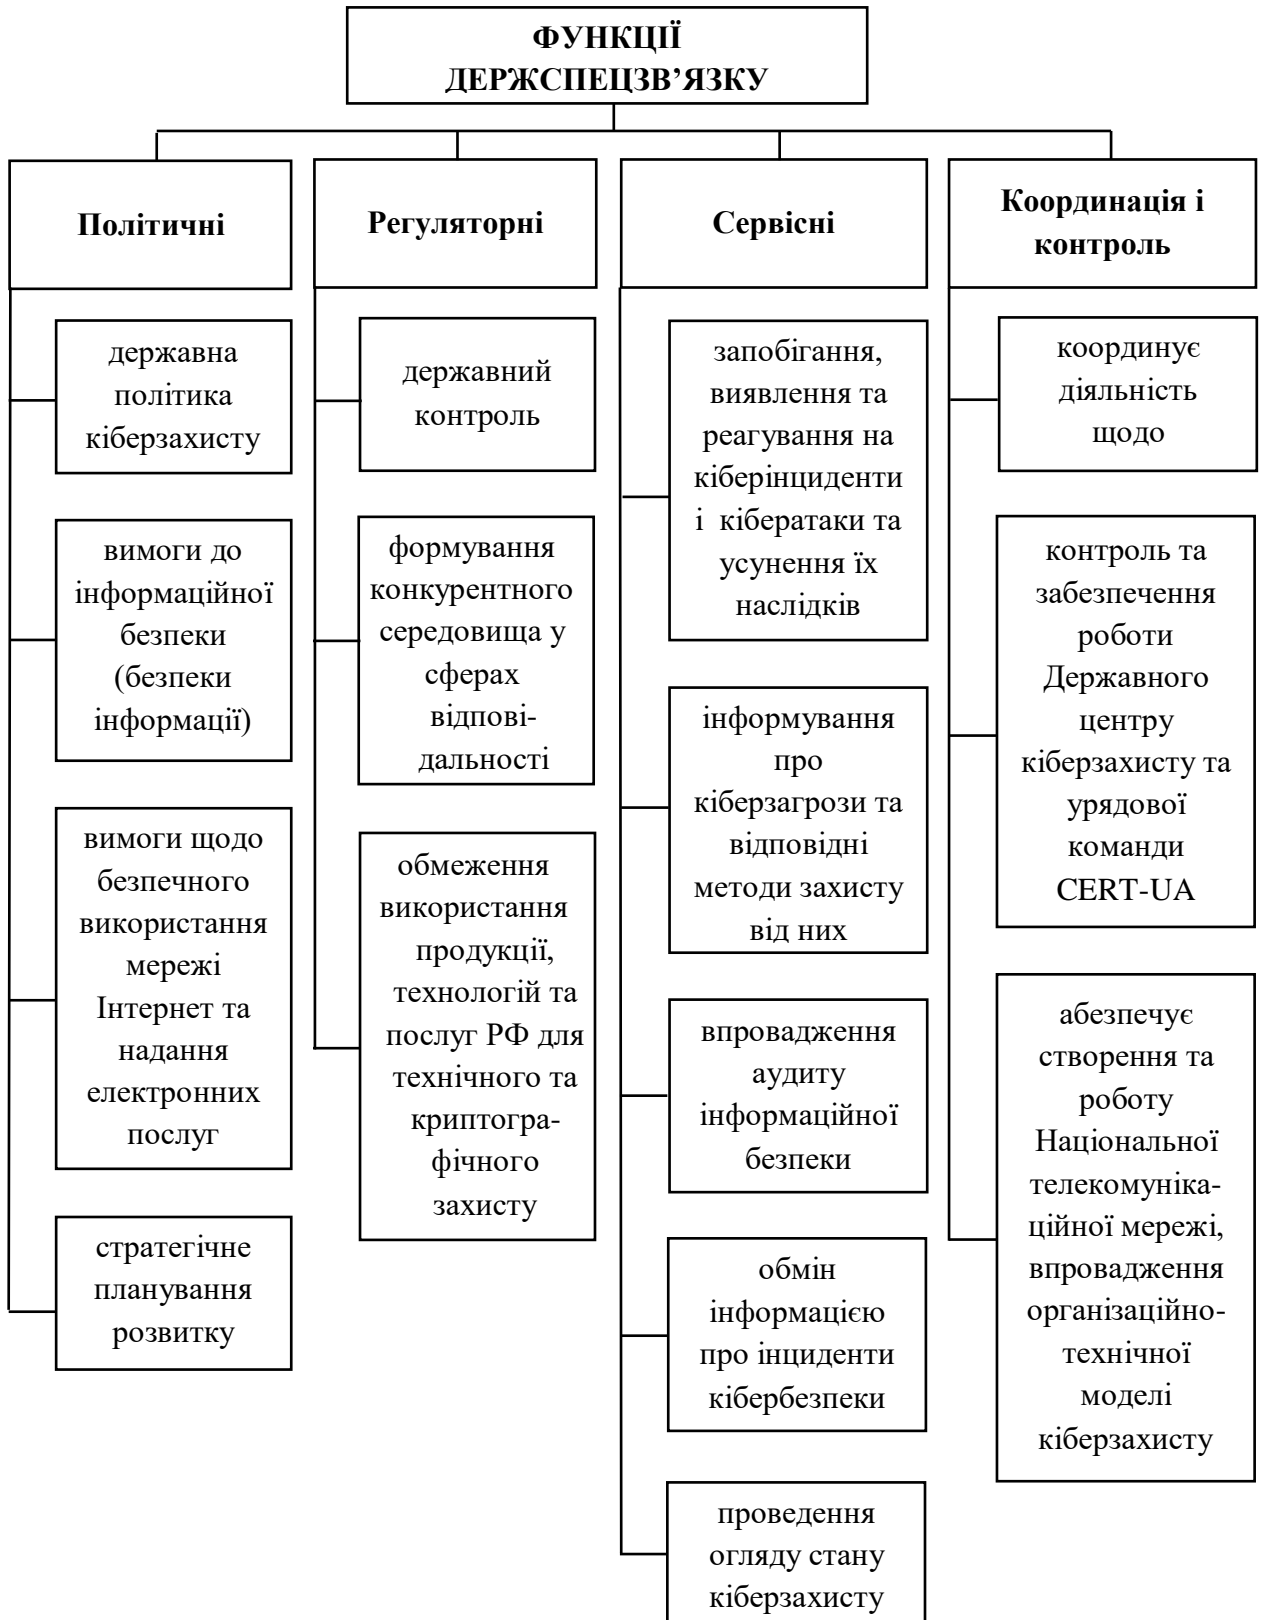 ФУНКЦІЇ
ДЕРЖСПЕЦЗВ’ЯЗКУ
Політичні
державна
політика
кіберзахисту
вимоги до
інформаційної
безпеки
(безпеки
інформації)
вимоги щодо
безпечного
використання
мережі
Інтернет та
надання
електронних
послуг
стратегічне
планування
розвитку
Регуляторні
державний
контроль
формування
конкурентного
середовища у
сферах
відпові-
дальності
обмеження
використання
продукції,
технологій та
послуг РФ для
технічного та
криптогра-
фічного
захисту
Сервісні
запобігання,
виявлення та
реагування на
кіберінциденти
і кібератаки та
усунення їх
наслідків
інформування
про
кіберзагрози та
відповідні
методи захисту
від них
впровадження
аудиту
інформаційної
безпеки
обмін
інформацією
про інциденти
кібербезпеки
проведення
огляду стану
кіберзахисту
Координація і
контроль
координує
діяльність
щодо
контроль та
забезпечення
роботи
Державного
центру
кіберзахисту та
урядової
команди
CERT-UA
абезпечує
створення та
роботу
Національної
телекомуніка-
ційної мережі,
впровадження
організаційно-
технічної
моделі
кіберзахисту